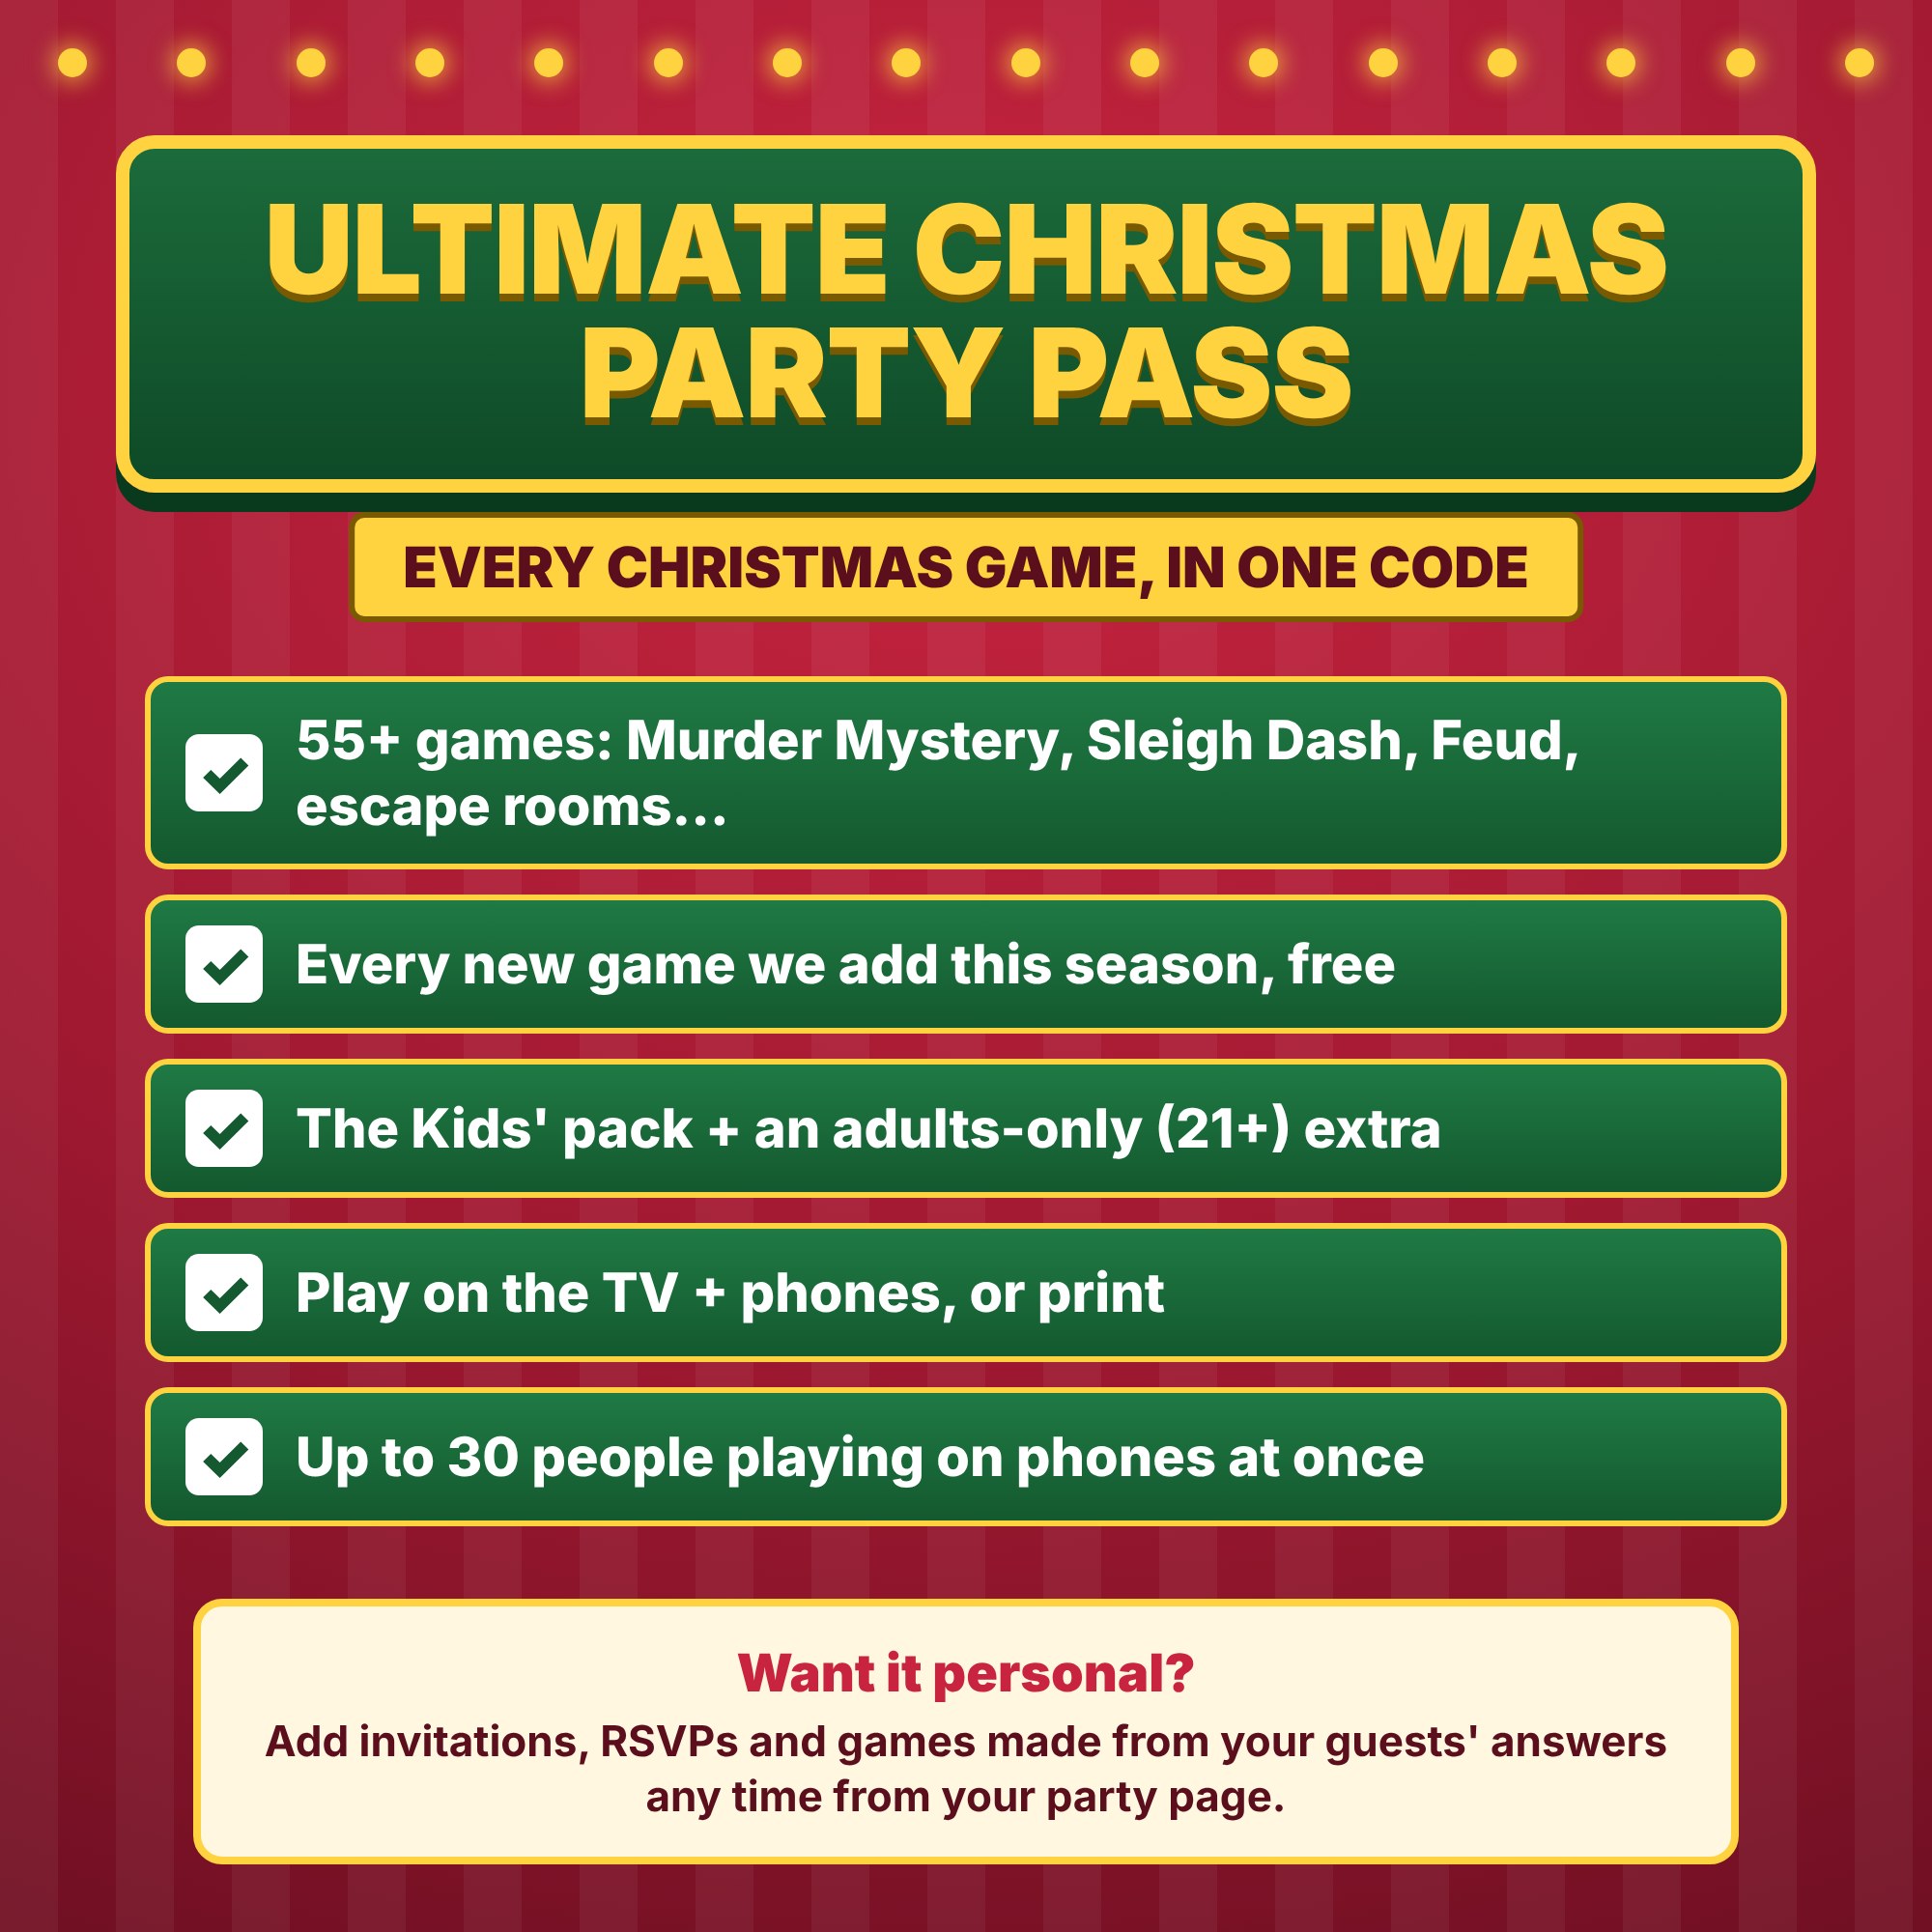 ULTIMATE CHRISTMAS
PARTY PASS
EVERY CHRISTMAS GAME, IN ONE CODE
55+ games: Murder Mystery, Sleigh Dash, Feud,
escape rooms...
Every new game we add this season, free
The Kids' pack + an adults-only (21+) extra
Play on the TV + phones, or print
Up to 30 people playing on phones at once
Want it personal?
Add invitations, RSVPs and games made from your guests' answers
any time from your party page.